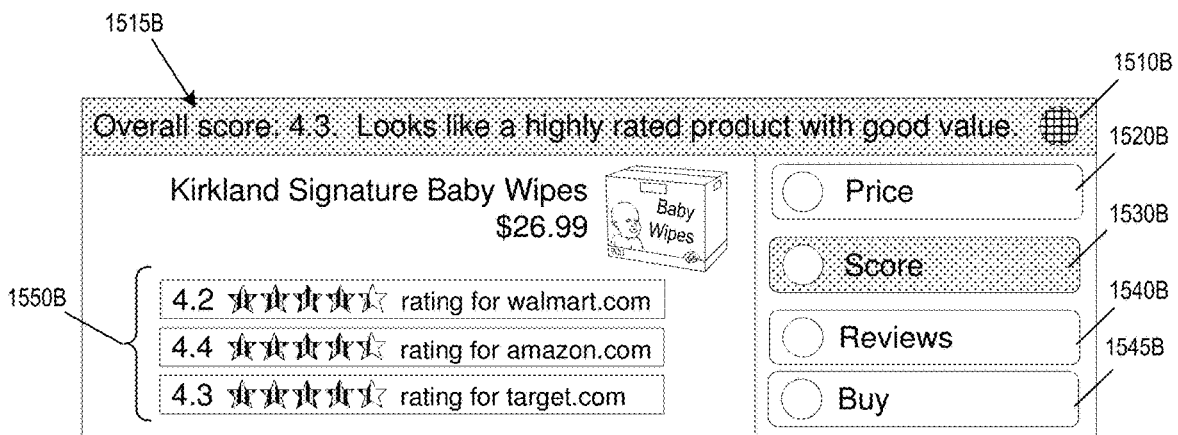 1515B
1510B
Overall score, 4.3. Looks like a highly rated product with good value.
1520B
Kirkland Signature Baby Wipes
$26.99
Baby
Wipes
Price
1530B
Score
1550B
4.2 rating for walmart.com
1540B
Reviews
4.4 rating for amazon.com
1545B
4.3 rating for target.com
Buy